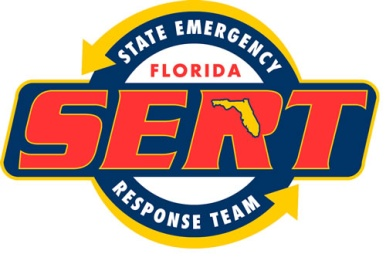 STATE EMERGENCY
FLORIDA
SERT
RESPONSE TEAM